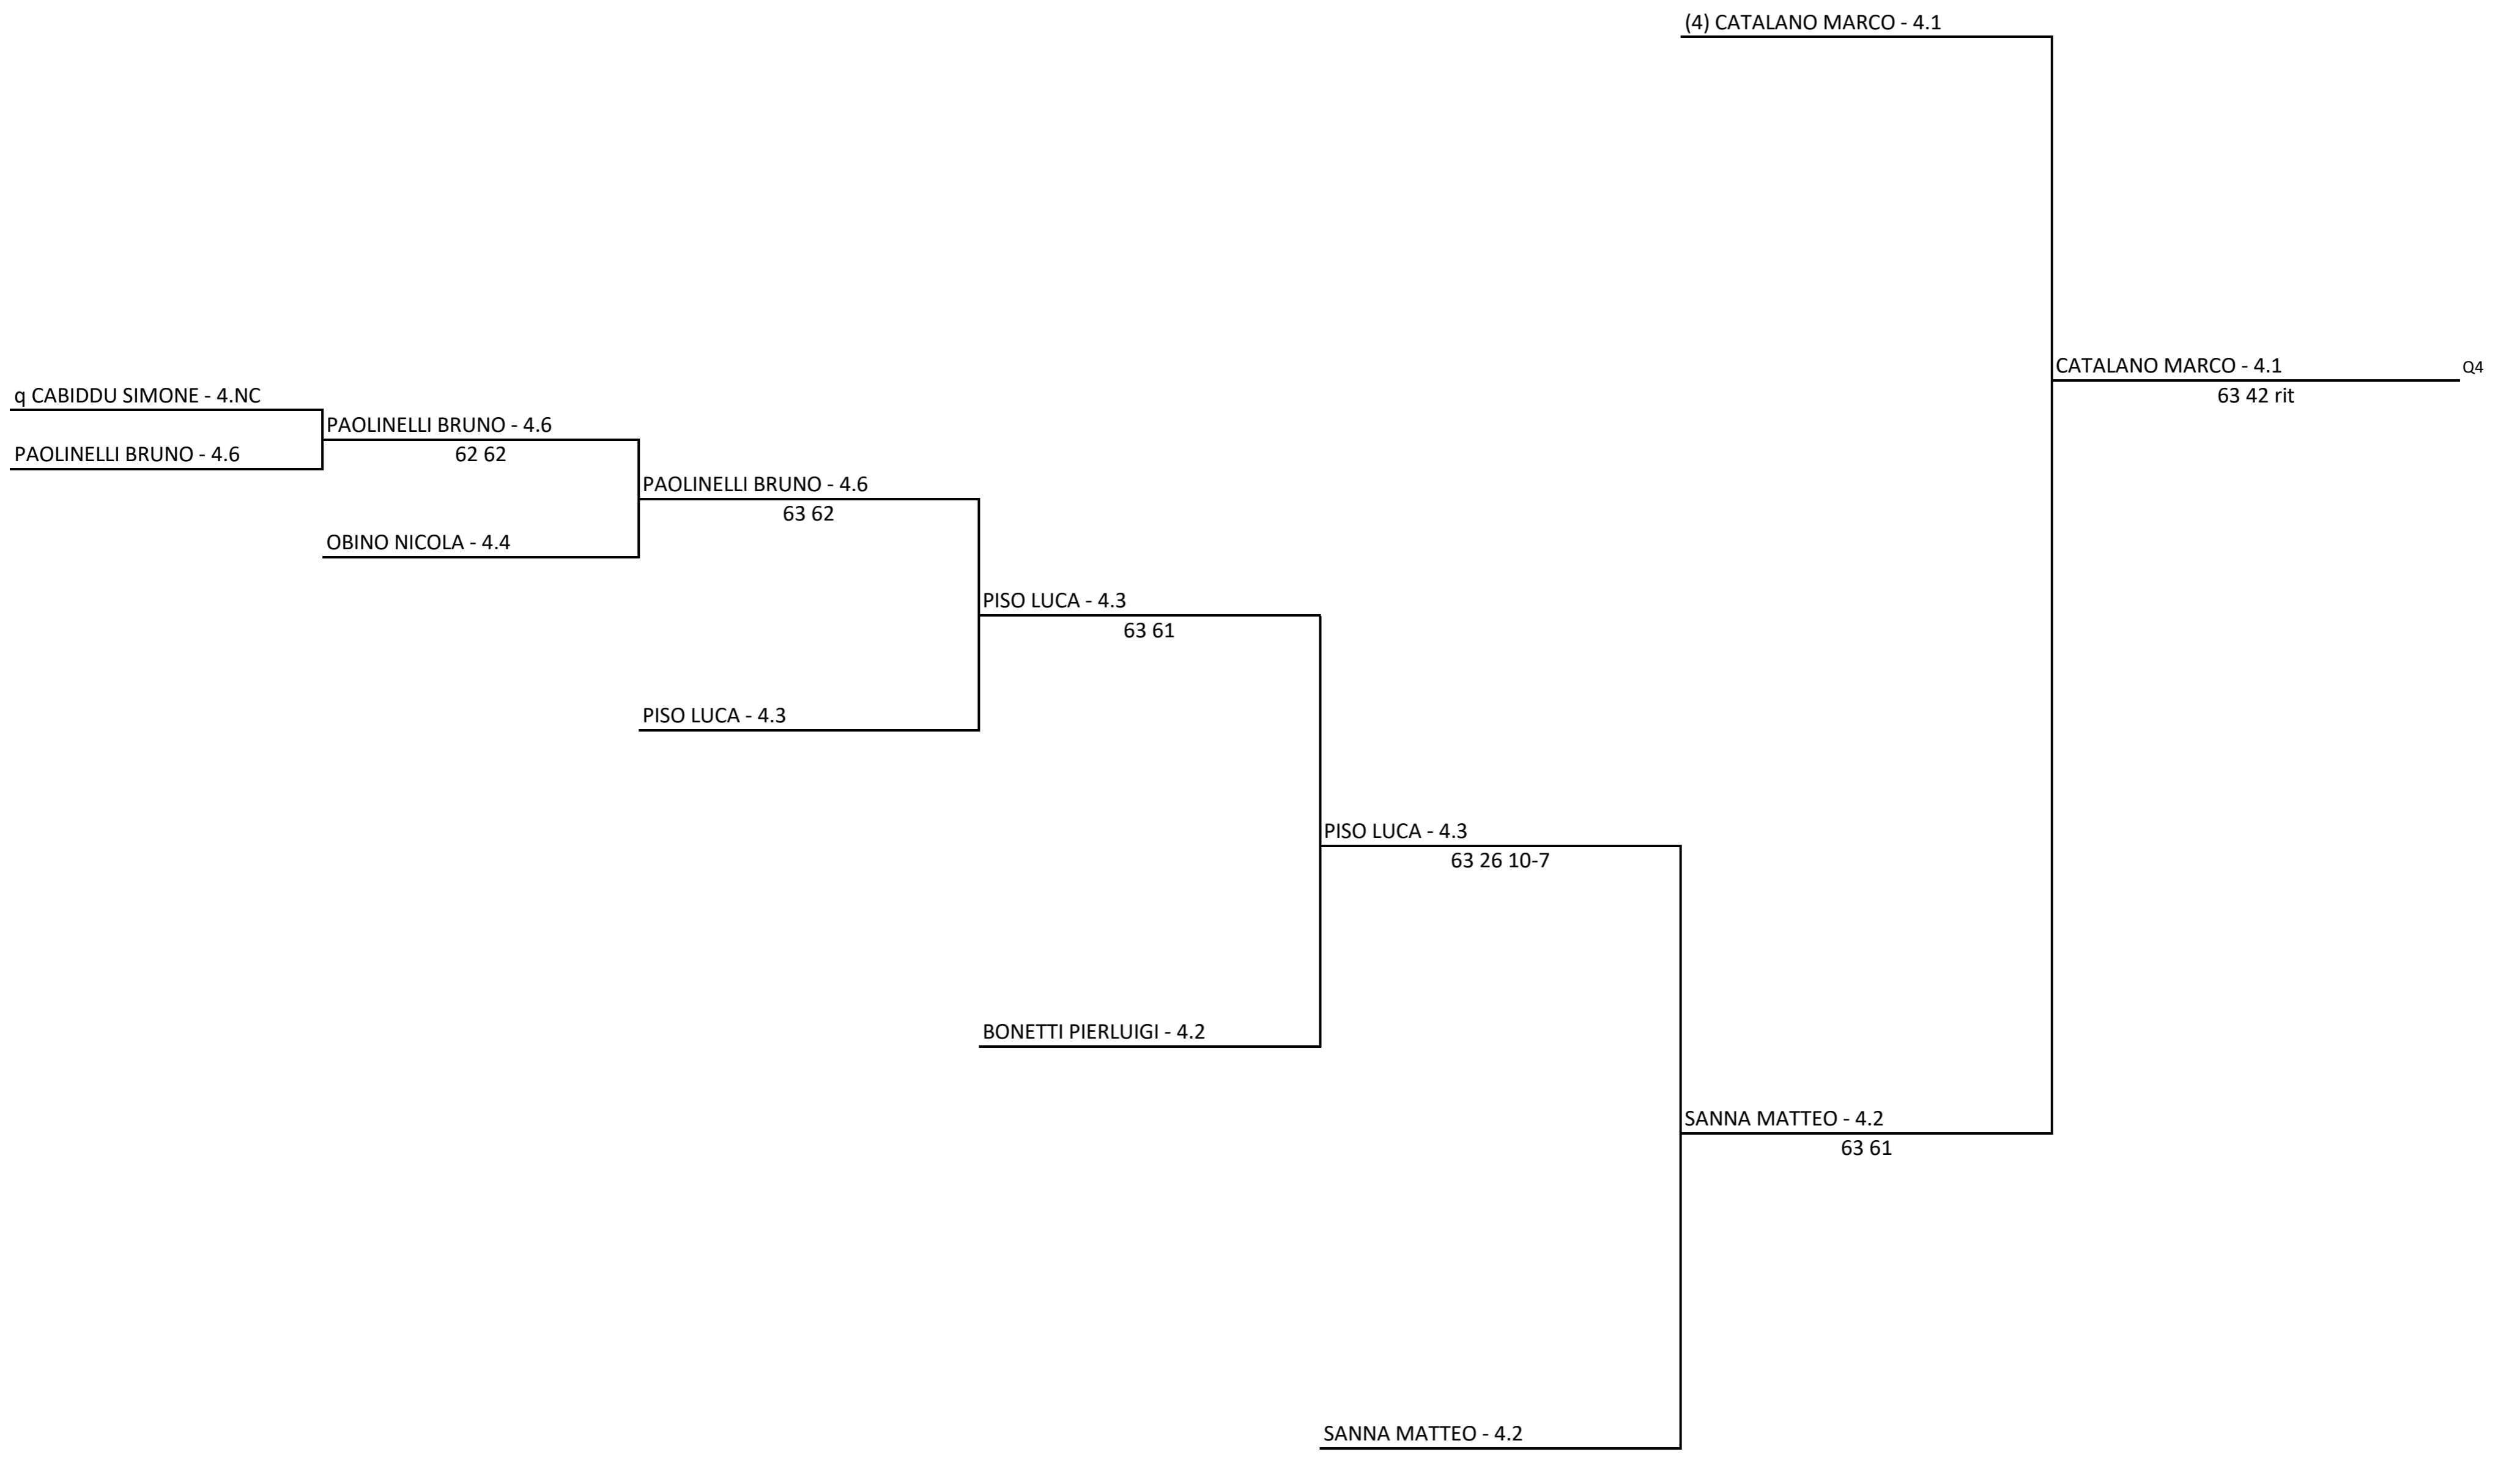 (4) CATALANO MARCO - 4.1
CATALANO MARCO - 4.1
Q4
63 42 rit
q CABIDDU SIMONE - 4.NC
PAOLINELLI BRUNO - 4.6
PAOLINELLI BRUNO - 4.6
62 62
PAOLINELLI BRUNO - 4.6
63 62
OBINO NICOLA - 4.4
PISO LUCA - 4.3
63 61
PISO LUCA - 4.3
PISO LUCA - 4.3
63 26 10-7
BONETTI PIERLUIGI - 4.2
SANNA MATTEO - 4.2
63 61
SANNA MATTEO - 4.2